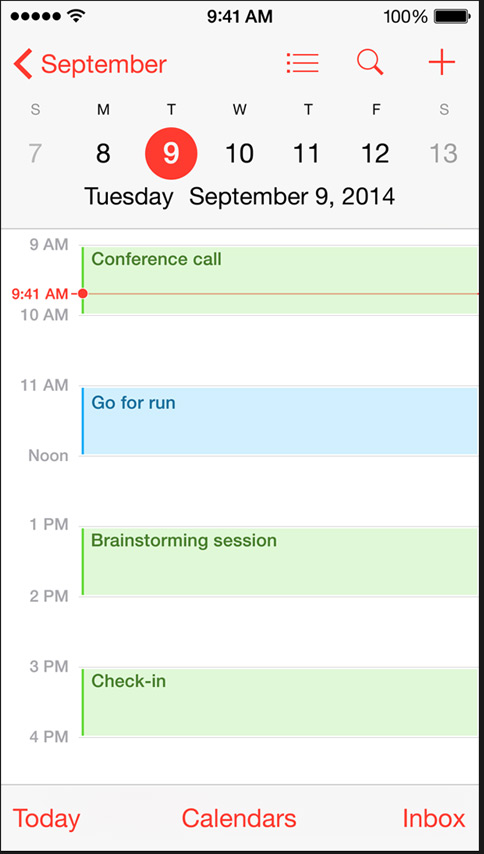 9:41 AM 100%
September
S M T W T F S
7 8 9 10 11 12 13
Tuesday September 9, 2014
9 AM
Conference call
9:41 AM
10 AM
11 AM
Go for run
Noon
1 PM
Brainstorming session
2 PM
3 PM
Check-in
4 PM
Today Calendars Inbox